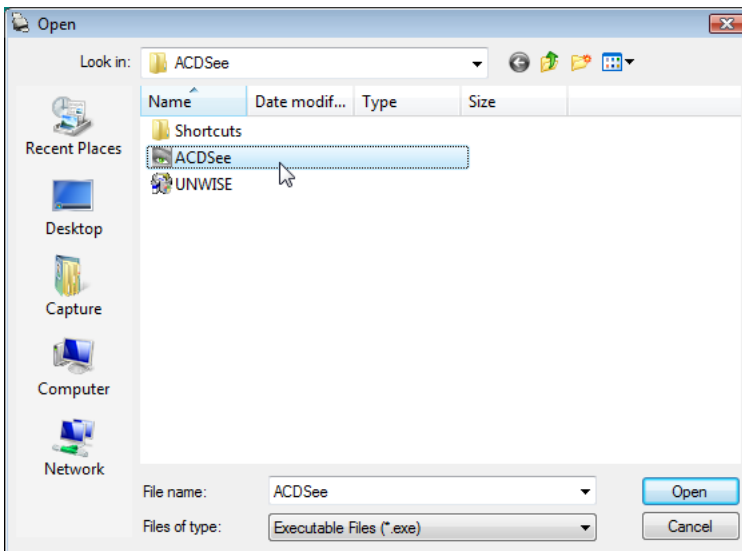 Open
Look in: ACDSee
Name Date modif... Type Size
Shortcuts
ACDSee
UNWISE
Recent Places
Desktop
Capture
Computer
Network
File name: ACDSee Open
Files of type: Executable Files (*.exe) Cancel